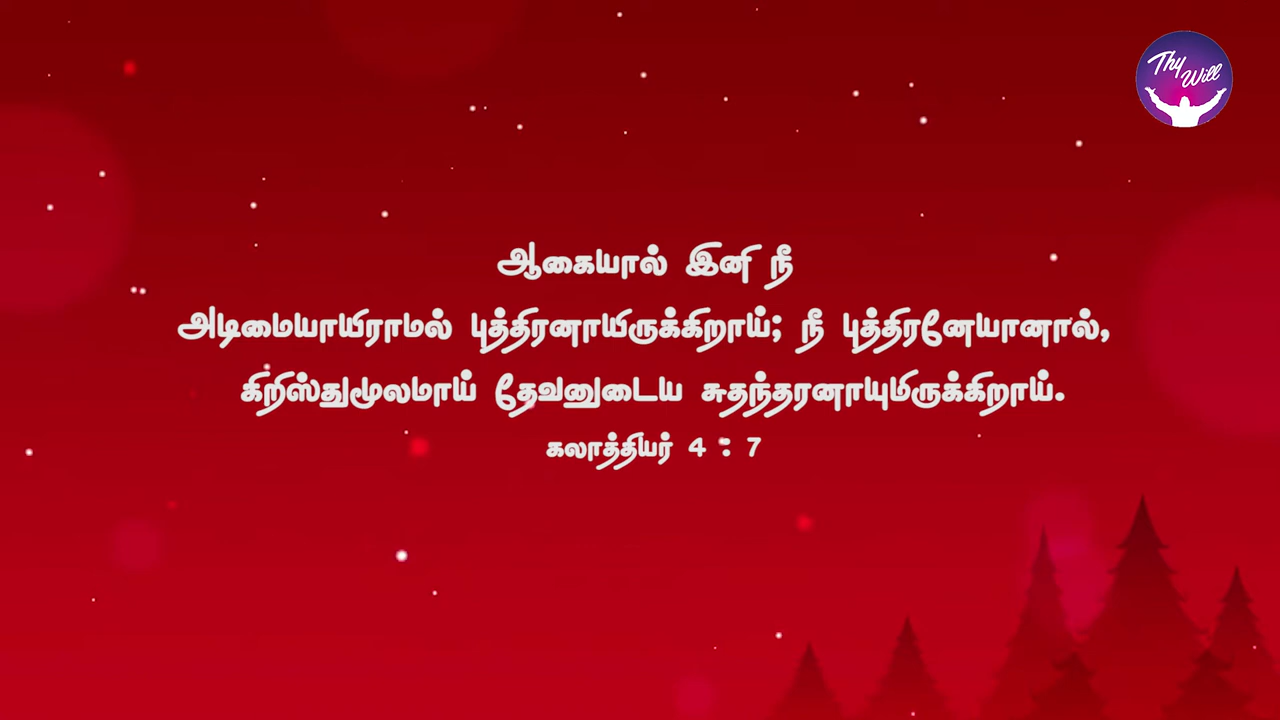 Thy Will
ஆகையால் இனி நீ
அடிமையாயிராமல் புத்திரனாயிருக்கிறாய்; நீ புத்திரனேயானால்,
கிறிஸ்துமூலமாய் தேவனுடைய சுதந்தரனாயுமிருக்கிறாய்.
கலாத்தியர் 4 : 7